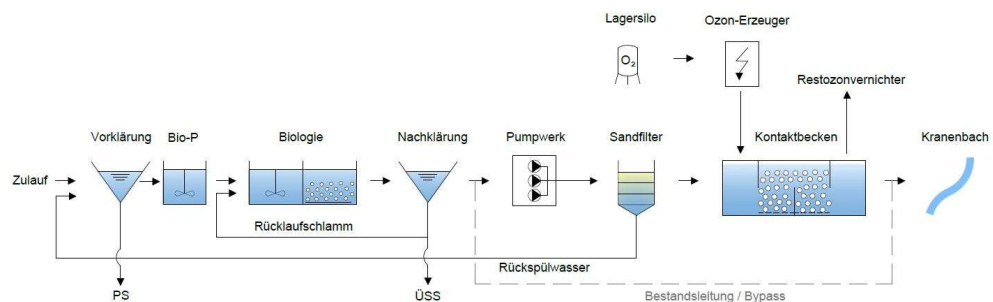 Lagersilo
Ozon-Erzeuger
O₂
Restozonvernichter
Vorklärung
Bio-P
Biologie
Nachklärung
Pumpwerk
Sandfilter
Kontaktbecken
Kranenbach
Zulauf
Rücklaufschlamm
Rückspülwasser
PS
ÜSS
Bestandsleitung / Bypass